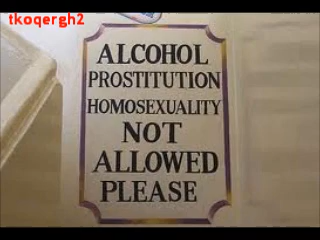 tkoqergh2
ALCOHOL
PROSTITUTION
HOMOSEXUALITY
NOT
ALLOWED
PLEASE